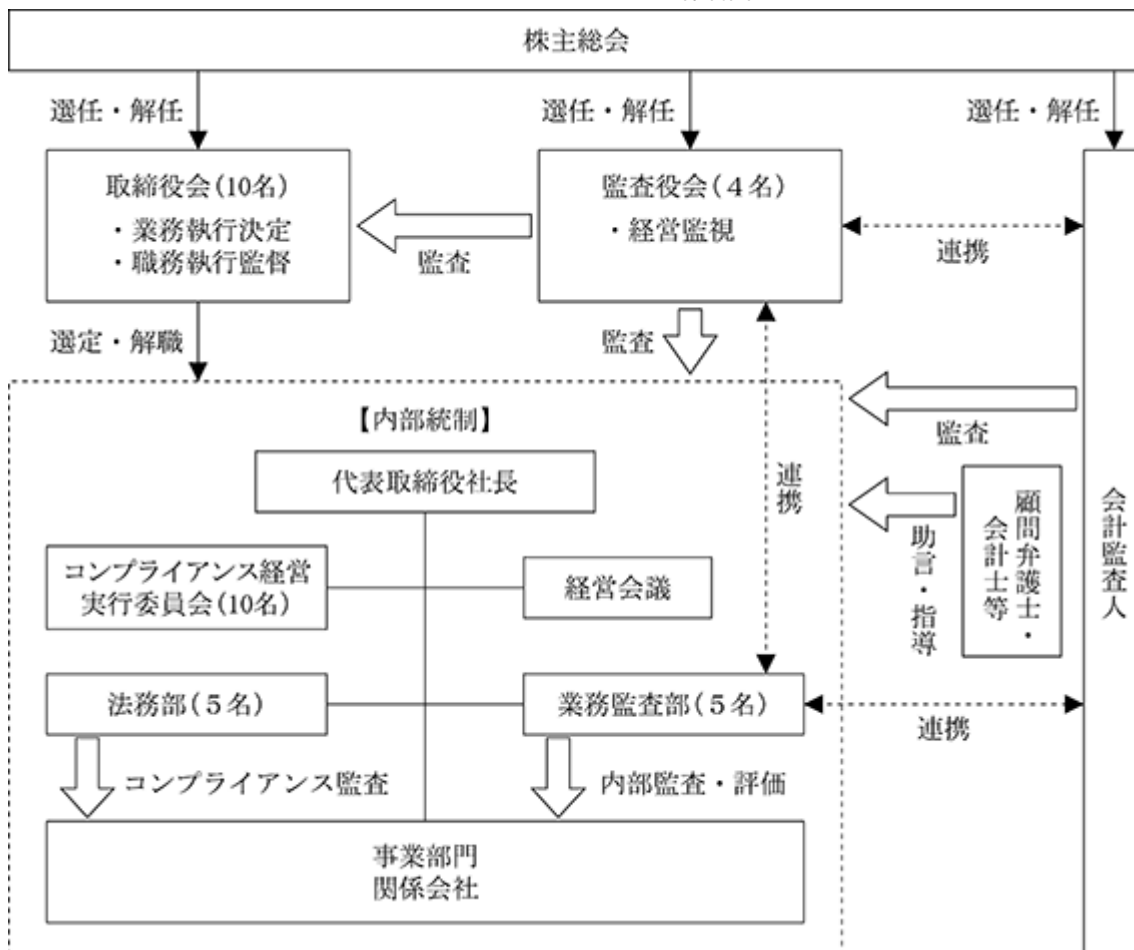 株主総会
選任・解任
選任・解任
選任・解任
取締役会(10名)
・業務執行決定
・職務執行監督
監査
監査役会(4名)
・経営監視
連携
選定・解職
監査
【内部統制】
監査
代表取締役社長
連携
コンプライアンス経営
実行委員会(10名)
経営会議
助言・指導
顧問弁護士・
会計士等
会計監査人
法務部(5名)
業務監査部(5名)
連携
コンプライアンス監査
内部監査・評価
事業部門
関係会社